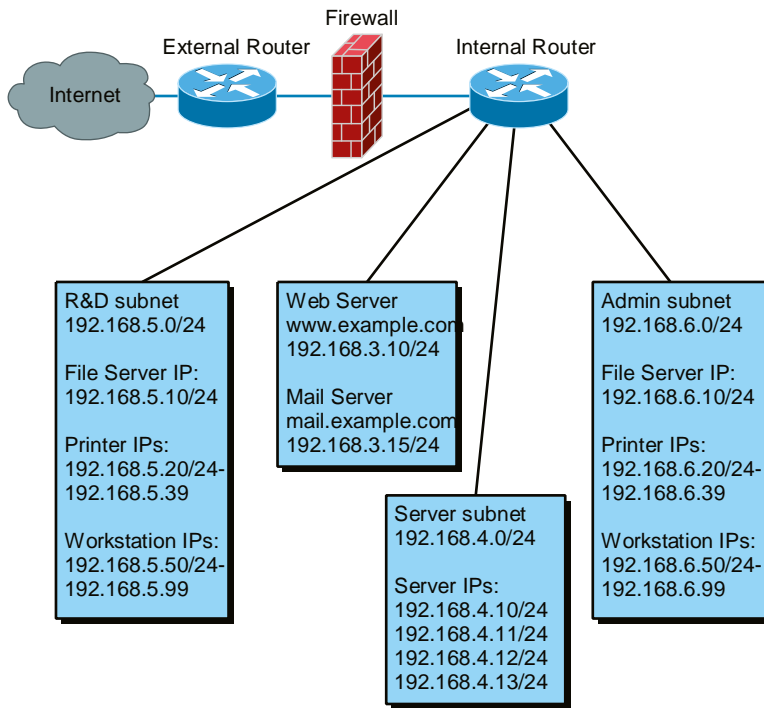 Firewall
External Router
Internal Router
Internet
R&D subnet
192.168.5.0/24
File Server IP:
192.168.5.10/24
Printer IPs:
192.168.5.20/24-
192.168.5.39
Workstation IPs:
192.168.5.50/24-
192.168.5.99
Web Server
www.example.com
192.168.3.10/24
Mail Server
mail.example.com
192.168.3.15/24
Server subnet
192.168.4.0/24
Server IPs:
192.168.4.10/24
192.168.4.11/24
192.168.4.12/24
192.168.4.13/24
Admin subnet
192.168.6.0/24
File Server IP:
192.168.6.10/24
Printer IPs:
192.168.6.20/24-
192.168.6.39
Workstation IPs:
192.168.6.50/24-
192.168.6.99